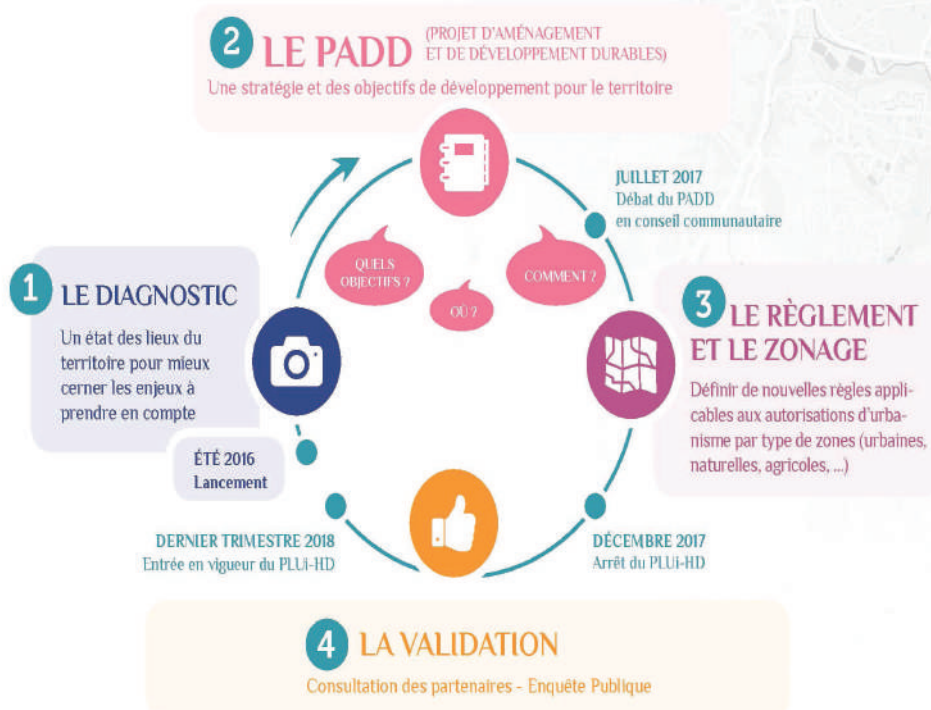 2 LE PADD (PROJET D'AMÉNAGEMENT
ET DE DÉVELOPPEMENT DURABLES)
Une stratégie et des objectifs de développement pour le territoire
JUILLET 2017
Débat du PADD
en conseil communautaire
QUELS
OBJECTIFS ?
OÙ ?
COMMENT ?
1 LE DIAGNOSTIC
Un état des lieux du
territoire pour mieux
cerner les enjeux à
prendre en compte
ÉTÉ 2016
Lancement
3 LE RÈGLEMENT
ET LE ZONAGE
Définir de nouvelles règles appli-
cables aux autorisations d'urba-
nisme par type de zones (urbaines,
naturelles, agricoles, ...)
DERNIER TRIMESTRE 2018
Entrée en vigueur du PLUi-HD
DÉCEMBRE 2017
Arrêt du PLUi-HD
4 LA VALIDATION
Consultation des partenaires - Enquête Publique